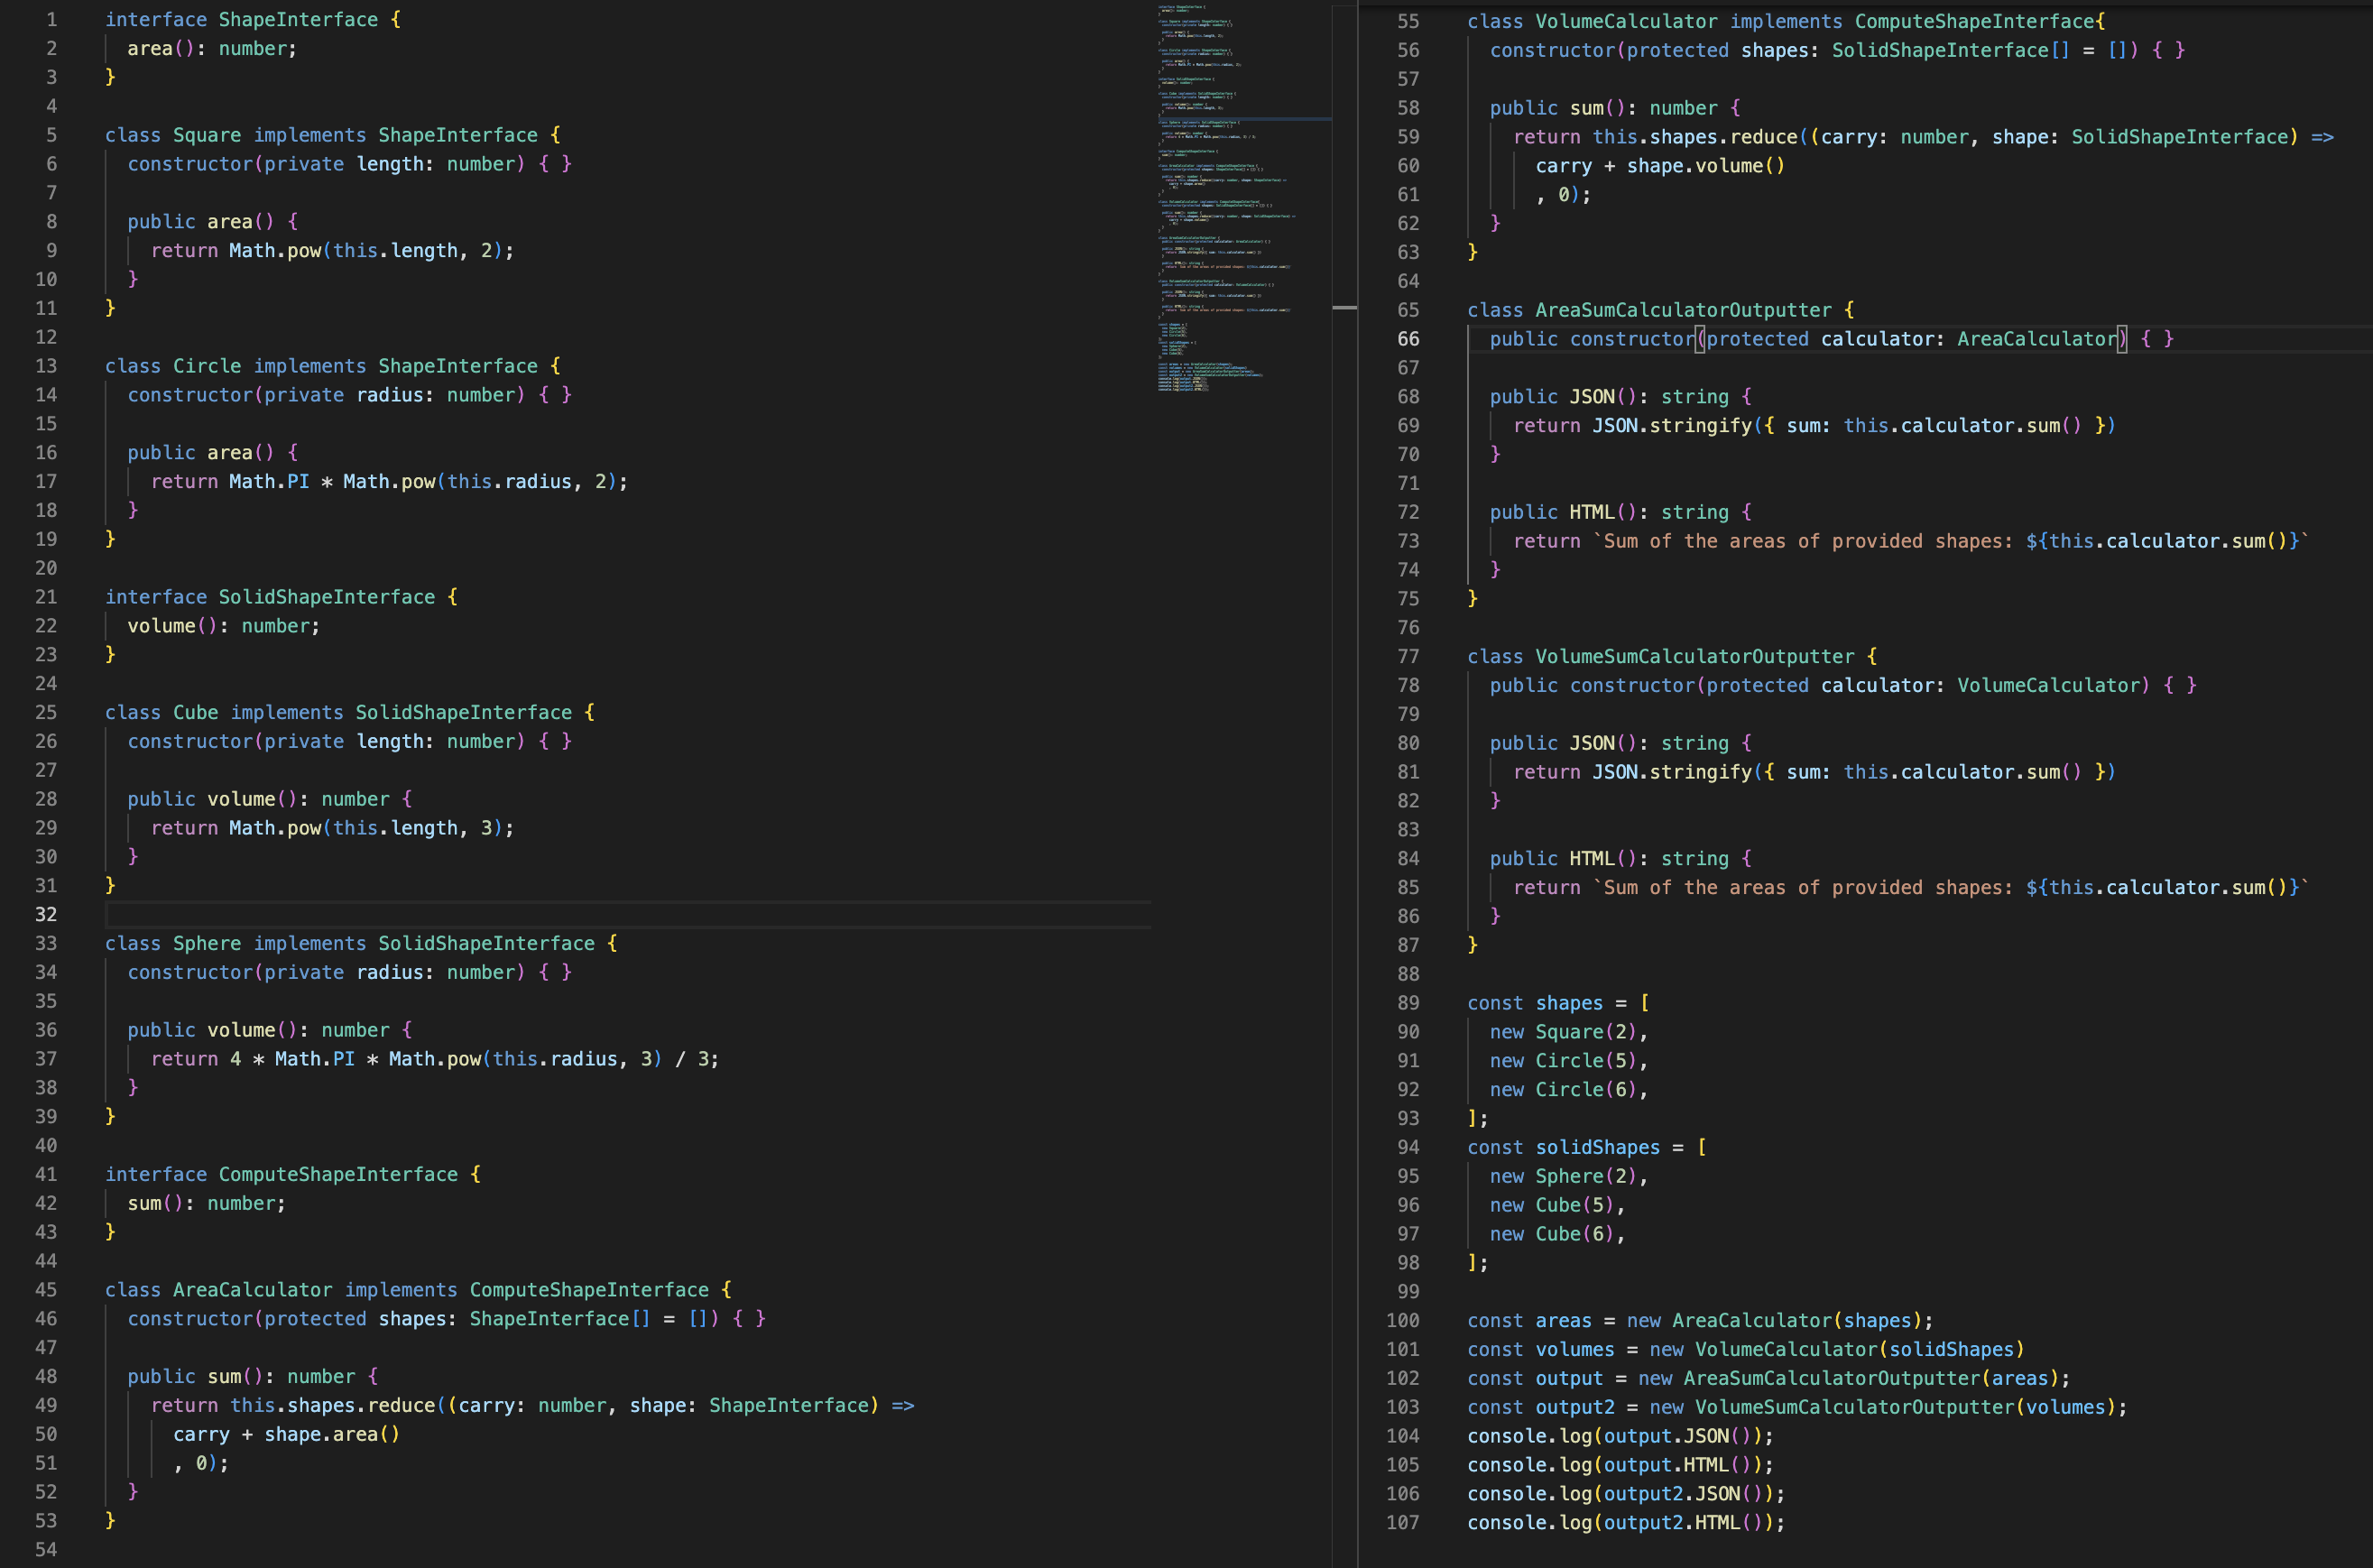 1 interface ShapeInterface {
2   area(): number;
3 }
4
5 class Square implements ShapeInterface {
6   constructor(private length: number) { }
7
8   public area() {
9     return Math.pow(this.length, 2);
10   }
11 }
12
13 class Circle implements ShapeInterface {
14   constructor(private radius: number) { }
15
16   public area() {
17     return Math.PI * Math.pow(this.radius, 2);
18   }
19 }
20
21 interface SolidShapeInterface {
22   volume(): number;
23 }
24
25 class Cube implements SolidShapeInterface {
26   constructor(private length: number) { }
27
28   public volume(): number {
29     return Math.pow(this.length, 3);
30   }
31 }
32
33 class Sphere implements SolidShapeInterface {
34   constructor(private radius: number) { }
35
36   public volume(): number {
37     return 4 * Math.PI * Math.pow(this.radius, 3) / 3;
38   }
39 }
40
41 interface ComputeShapeInterface {
42   sum(): number;
43 }
44
45 class AreaCalculator implements ComputeShapeInterface {
46   constructor(protected shapes: ShapeInterface[] = []) { }
47
48   public sum(): number {
49     return this.shapes.reduce((carry: number, shape: ShapeInterface) =>
50       carry + shape.area()
51       , 0);
52   }
53 }
54
55 class VolumeCalculator implements ComputeShapeInterface{
56   constructor(protected shapes: SolidShapeInterface[] = []) { }
57
58   public sum(): number {
59     return this.shapes.reduce((carry: number, shape: SolidShapeInterface) =>
60       carry + shape.volume()
61       , 0);
62   }
63 }
64
65 class AreaSumCalculatorOutputter {
66   public constructor(protected calculator: AreaCalculator) { }
67
68   public JSON(): string {
69     return JSON.stringify({ sum: this.calculator.sum() })
70   }
71
72   public HTML(): string {
73     return `Sum of the areas of provided shapes: ${this.calculator.sum()}`
74   }
75 }
76
77 class VolumeSumCalculatorOutputter {
78   public constructor(protected calculator: VolumeCalculator) { }
79
80   public JSON(): string {
81     return JSON.stringify({ sum: this.calculator.sum() })
82   }
83
84   public HTML(): string {
85     return `Sum of the areas of provided shapes: ${this.calculator.sum()}`
86   }
87 }
88
89 const shapes = [
90   new Square(2),
91   new Circle(5),
92   new Circle(6),
93 ];
94 const solidShapes = [
95   new Sphere(2),
96   new Cube(5),
97   new Cube(6),
98 ];
99
100 const areas = new AreaCalculator(shapes);
101 const volumes = new VolumeCalculator(solidShapes)
102 const output = new AreaSumCalculatorOutputter(areas);
103 const output2 = new VolumeSumCalculatorOutputter(volumes);
104 console.log(output.JSON());
105 console.log(output.HTML());
106 console.log(output2.JSON());
107 console.log(output2.HTML());